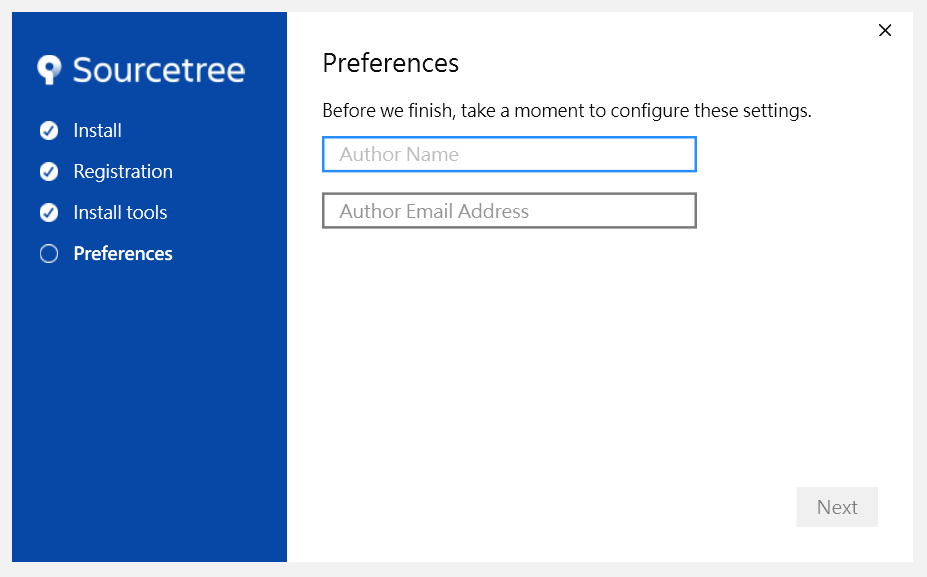 Sourcetree
Install
Registration
Install tools
Preferences
Preferences
Before we finish, take a moment to configure these settings.
Author Name
Author Email Address
Next